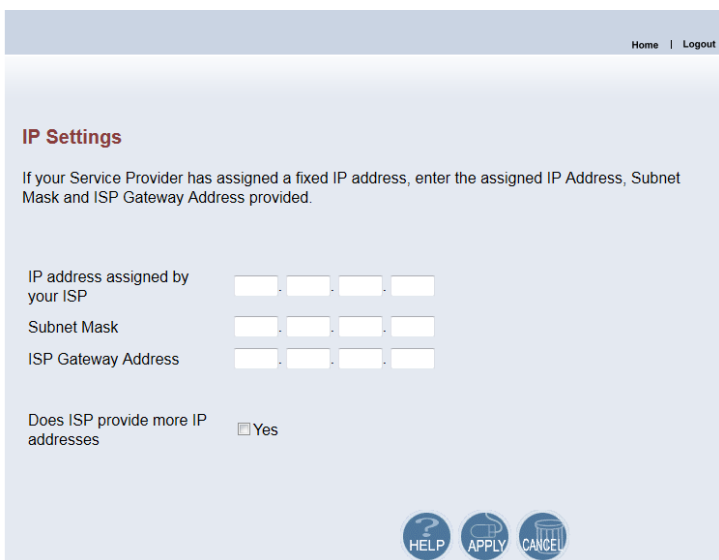 Home | Logout
IP Settings
If your Service Provider has assigned a fixed IP address, enter the assigned IP Address, Subnet
Mask and ISP Gateway Address provided.
IP address assigned by
your ISP
. . .
Subnet Mask
. . .
ISP Gateway Address
. . .
Does ISP provide more IP
addresses
Yes
HELP APPLY CANCEL